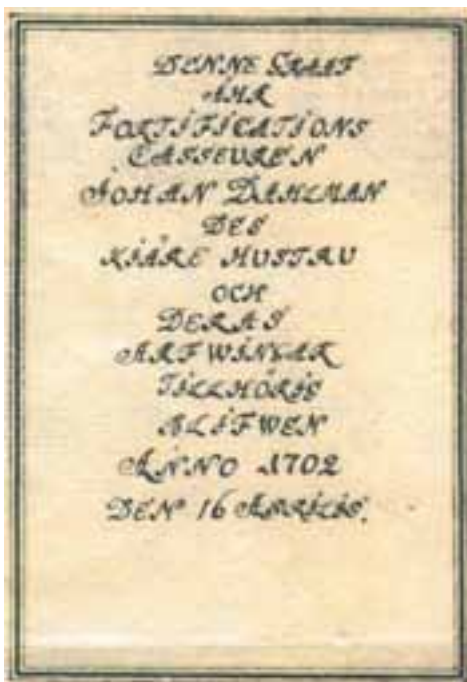 DENNE GRAAF
AHR
FORTIFICATIONS
CASSEUREN
JOHAN DAHLMAN
DES
KIÄRE HUSTRU
OCH
DERAS
ARFWINGAR
TILLHÖRIG
BLIFWEN
ANNO 1702
DEN 16 APRILIS.